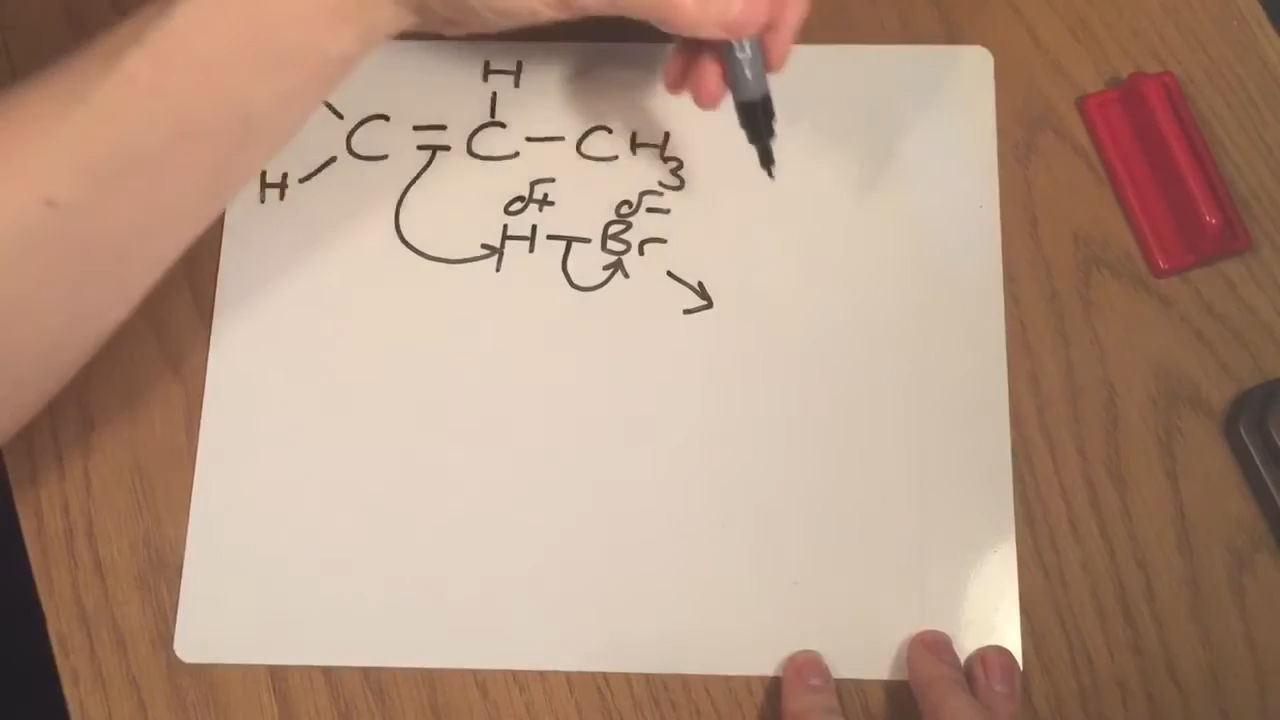 H
C = C - CH3
H
δ+ δ-
H - Br